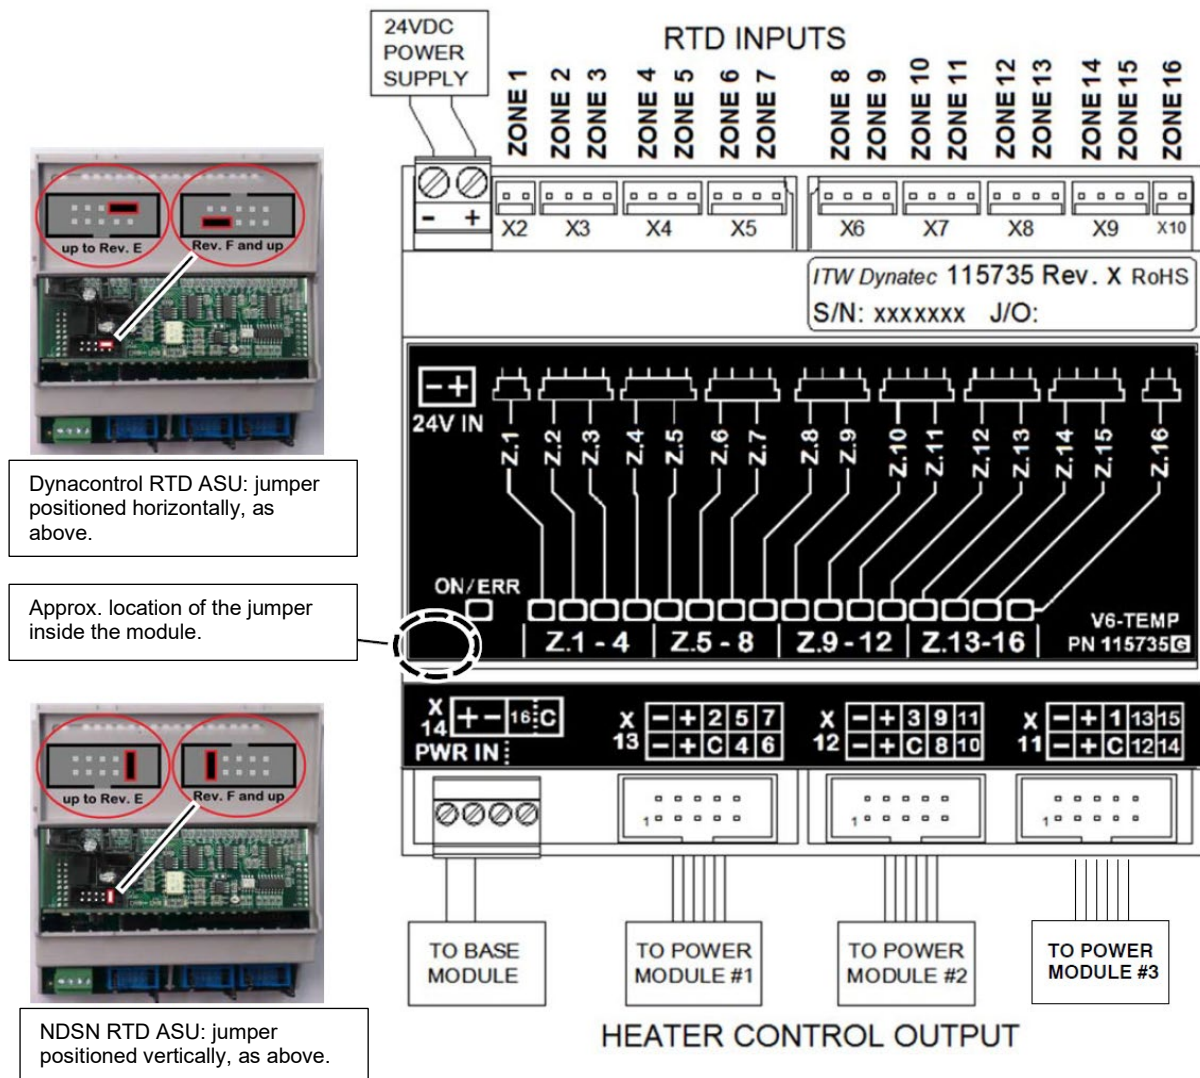 24VDC
POWER
SUPPLY
RTD INPUTS
ZONE 1
ZONE 2
ZONE 3
ZONE 4
ZONE 5
ZONE 6
ZONE 7
ZONE 8
ZONE 9
ZONE 10
ZONE 11
ZONE 12
ZONE 13
ZONE 14
ZONE 15
ZONE 16
- +
X2 X3 X4 X5 X6 X7 X8 X9 X10
ITW Dynatec 115735 Rev. X RoHS
S/N: xxxxxxx J/O:
up to Rev. E
Rev. F and up
Dynacontrol RTD ASU: jumper
positioned horizontally, as
above.
- +
24V IN
Z.1
Z.2
Z.3
Z.4
Z.5
Z.6
Z.7
Z.8
Z.9
Z.10
Z.11
Z.12
Z.13
Z.14
Z.15
Z.16
Approx. location of the jumper
inside the module.
ON/ERR
Z.1 - 4 Z.5 - 8 Z.9 - 12 Z.13-16
V6-TEMP
PN 115735G
X
14
+ - 16 C
PWR IN
X
13
- + 2 5 7
- + C 4 6
X
12
- + 3 9 11
- + C 8 10
X
11
- + 1 13 15
- + C 12 14
1
1
1
up to Rev. E
Rev. F and up
NDSN RTD ASU: jumper
positioned vertically, as above.
TO BASE
MODULE
TO POWER
MODULE #1
TO POWER
MODULE #2
TO POWER
MODULE #3
HEATER CONTROL OUTPUT